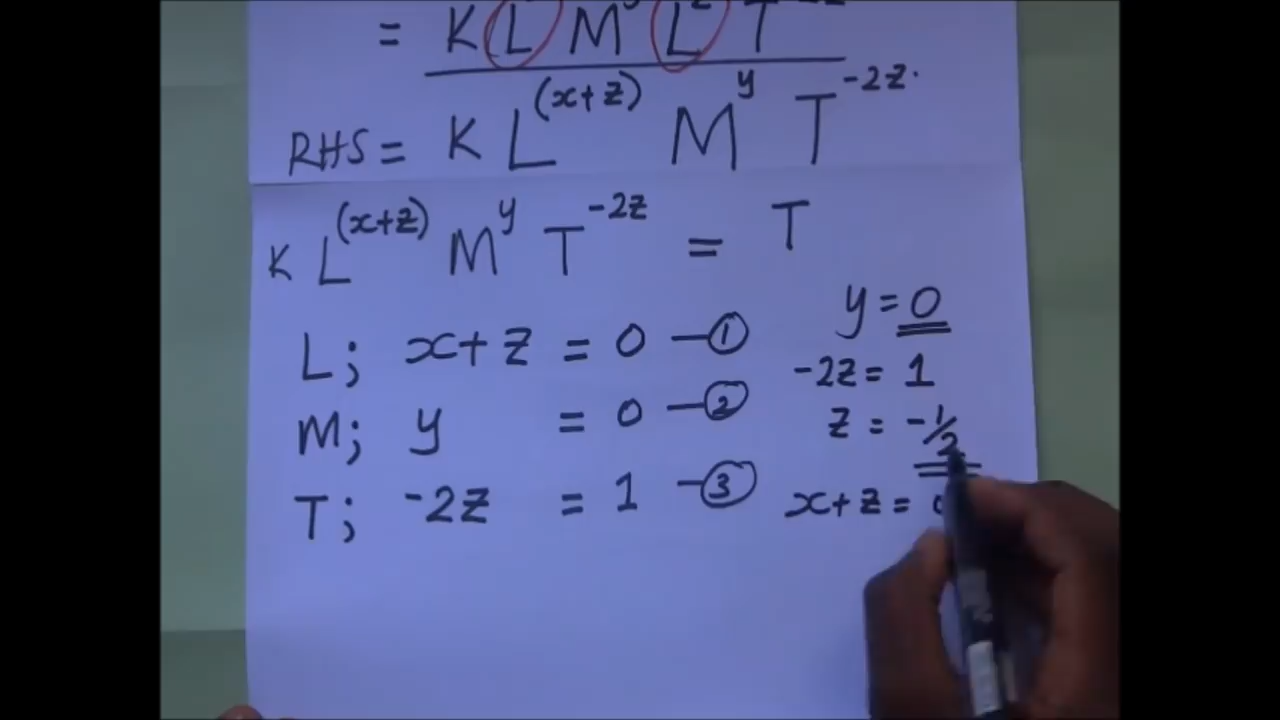 = K L M L T
RHS = K L^(x+z) M^y T^-2z.
K L^(x+z) M^y T^-2z = T
L; x+z = 0 —①
M; y = 0 —②
T; -2z = 1 —③
y = 0
-2z = 1
z = -1/2
x+z =